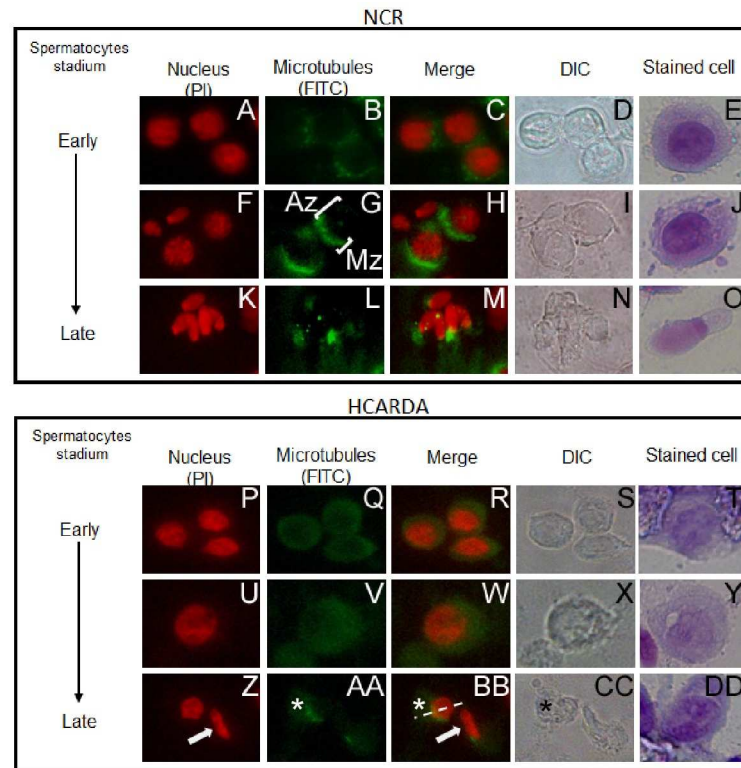 NCR
Spermatocytes stadium
Nucleus (PI)
Microtubules (FITC)
Merge
DIC
Stained cell
Early
A
B
C
D
E
F
Az
G
Mz
H
I
J
Late
K
L
M
N
O
HCARDA
Spermatocytes stadium
Nucleus (PI)
Microtubules (FITC)
Merge
DIC
Stained cell
Early
P
Q
R
S
T
U
V
W
X
Y
Late
Z
*
AA
*
BB
*
CC
DD